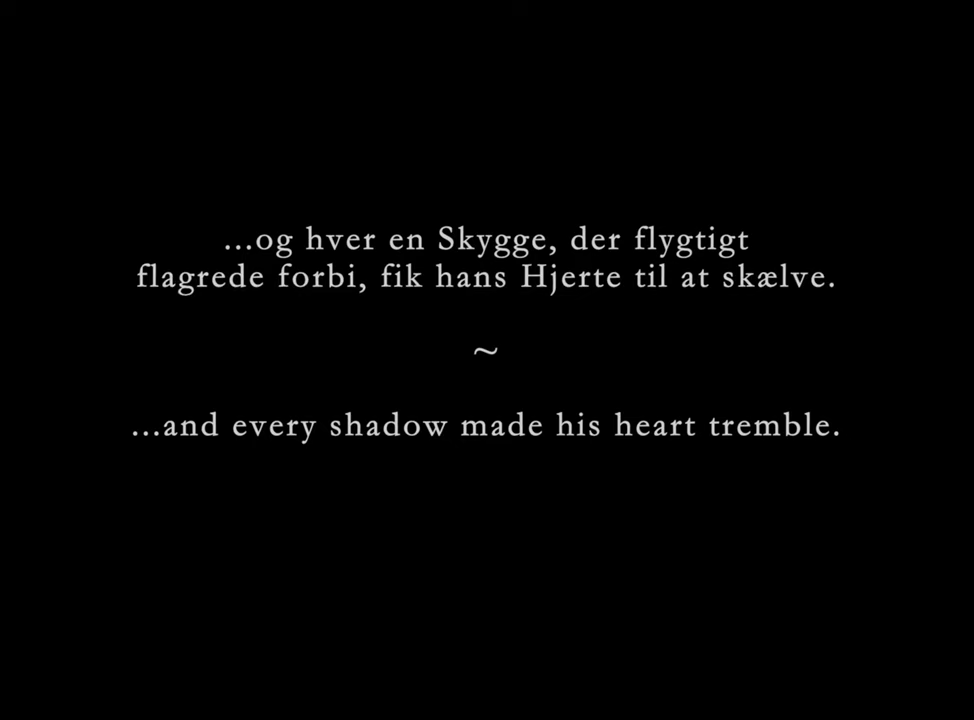 ...og hver en Skygge, der flygtigt
flagrede forbi, fik hans Hjerte til at skælve.
~
...and every shadow made his heart tremble.